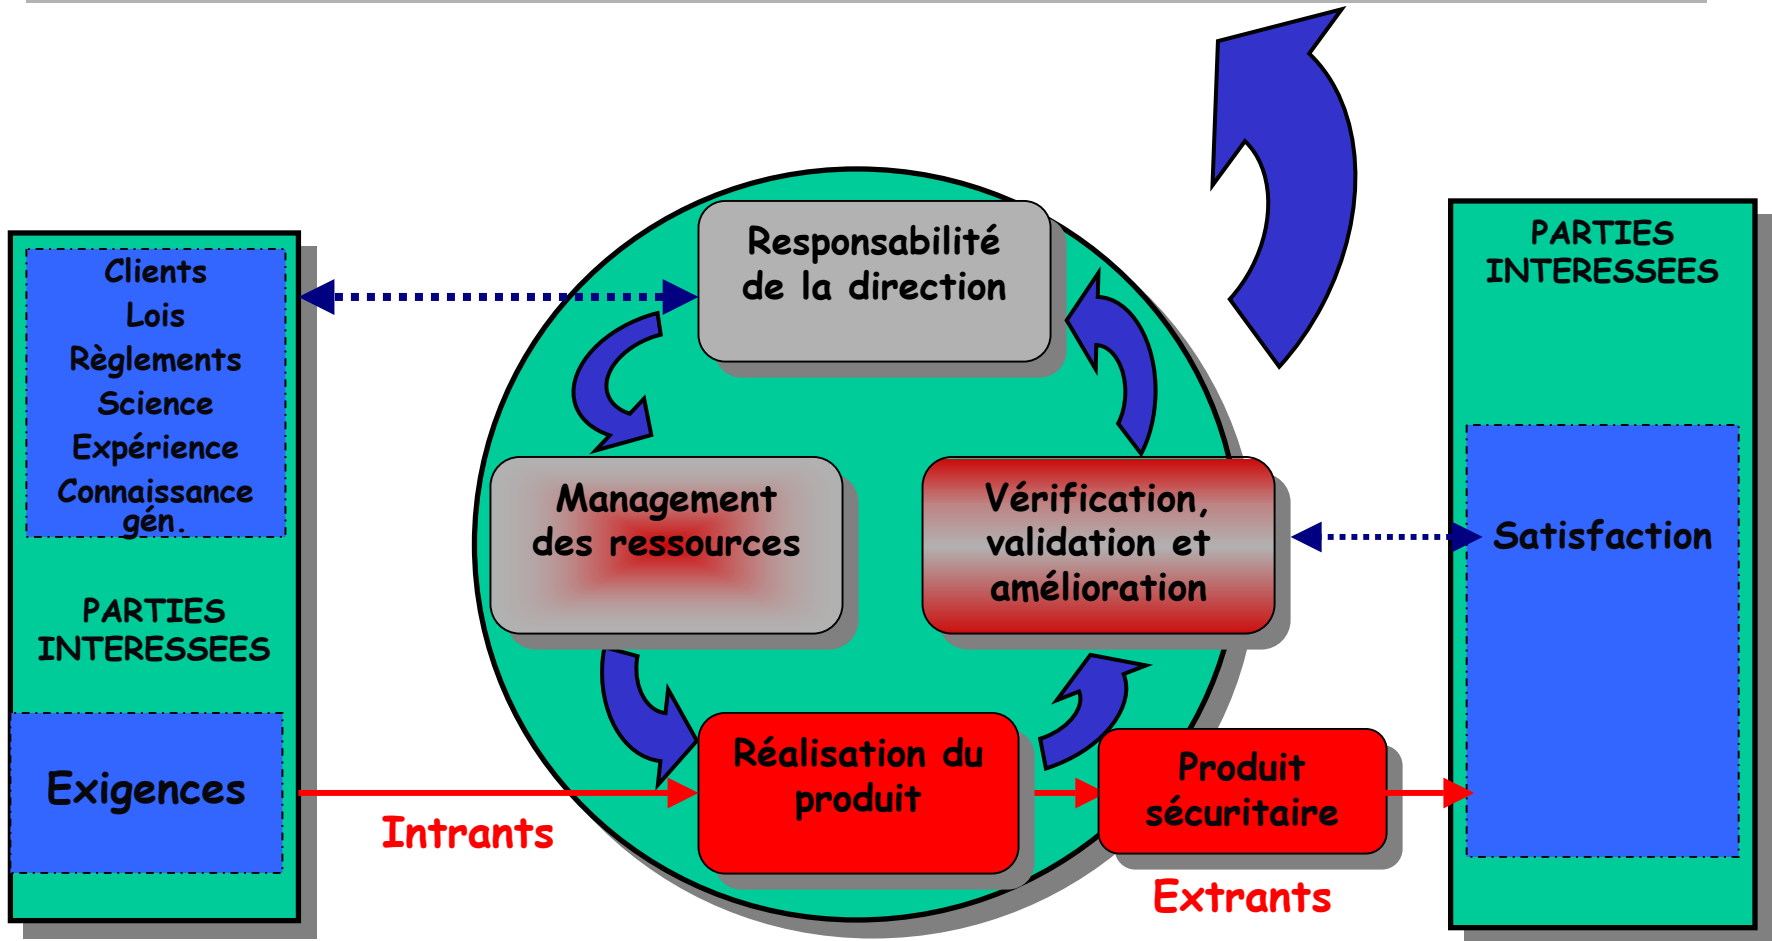 Clients
Lois
Règlements
Science
Expérience
Connaissance
gén.
PARTIES
INTERESSEES
Exigences
Intrants
Responsabilité
de la direction
Management
des ressources
Vérification,
validation et
amélioration
Réalisation du
produit
Produit
sécuritaire
Extrants
PARTIES
INTERESSEES
Satisfaction